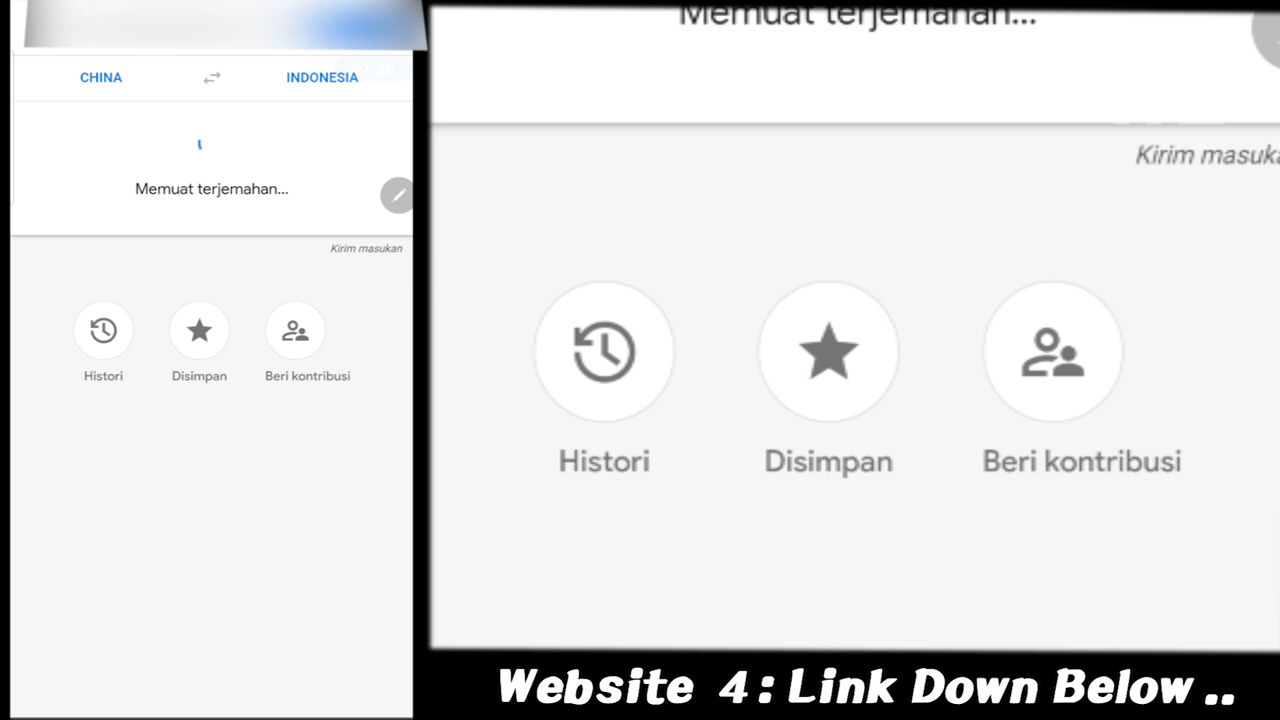 CHINA
INDONESIA
Memuat terjemahan...
Kirim masukan
Histori
Disimpan
Beri kontribusi
Memuat terjemahan...
Kirim masuka
Histori
Disimpan
Beri kontribusi
Website 4: Link Down Below ..